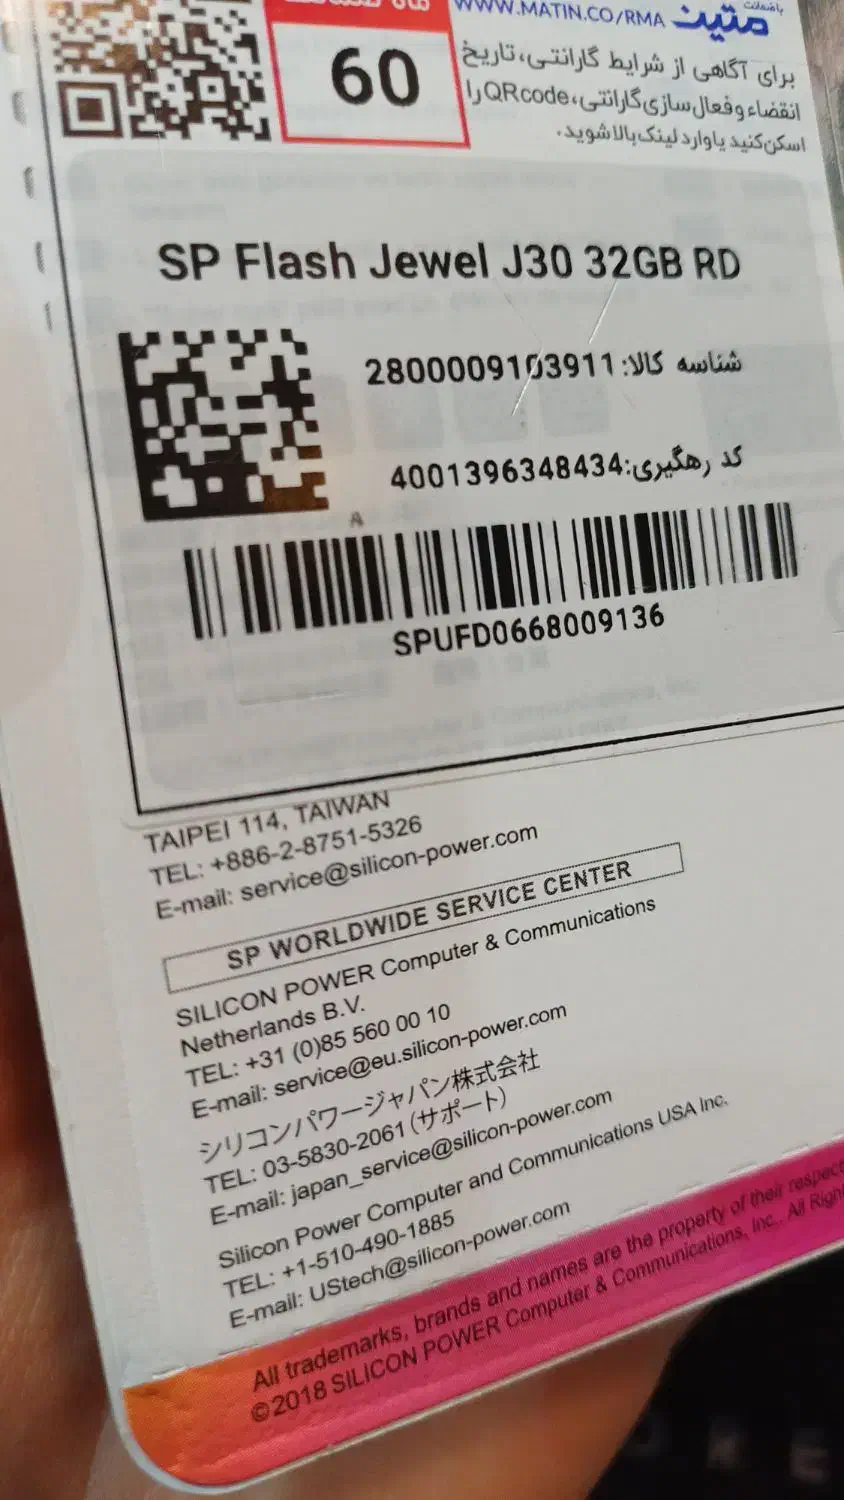 باضمانت
متین
WWW.MATIN.CO/RMA
60
برای آگاهی از شرایط گارانتی، تاریخ
انقضاء و فعال‌سازی گارانتی، QRcode را
اسکن کنید یا وارد لینک بالا شوید.
SP Flash Jewel J30 32GB RD
شناسه کالا: 2800009103911
کد رهگیری: 4001396348434
A
SPUFD0668009136
TAIPEI 114, TAIWAN
TEL: +886-2-8751-5326
E-mail: service@silicon-power.com
SP WORLDWIDE SERVICE CENTER
SILICON POWER Computer & Communications
Netherlands B.V.
TEL: +31 (0)85 560 00 10
E-mail: service@eu.silicon-power.com
シリコンパワージャパン株式会社
TEL: 03-5830-2061 (サポート)
E-mail: japan_service@silicon-power.com
Silicon Power Computer and Communications USA Inc.
TEL: +1-510-490-1885
E-mail: UStech@silicon-power.com
All trademarks, brands and names are the property of their respect
©2018 SILICON POWER Computer & Communications, Inc., All Righ